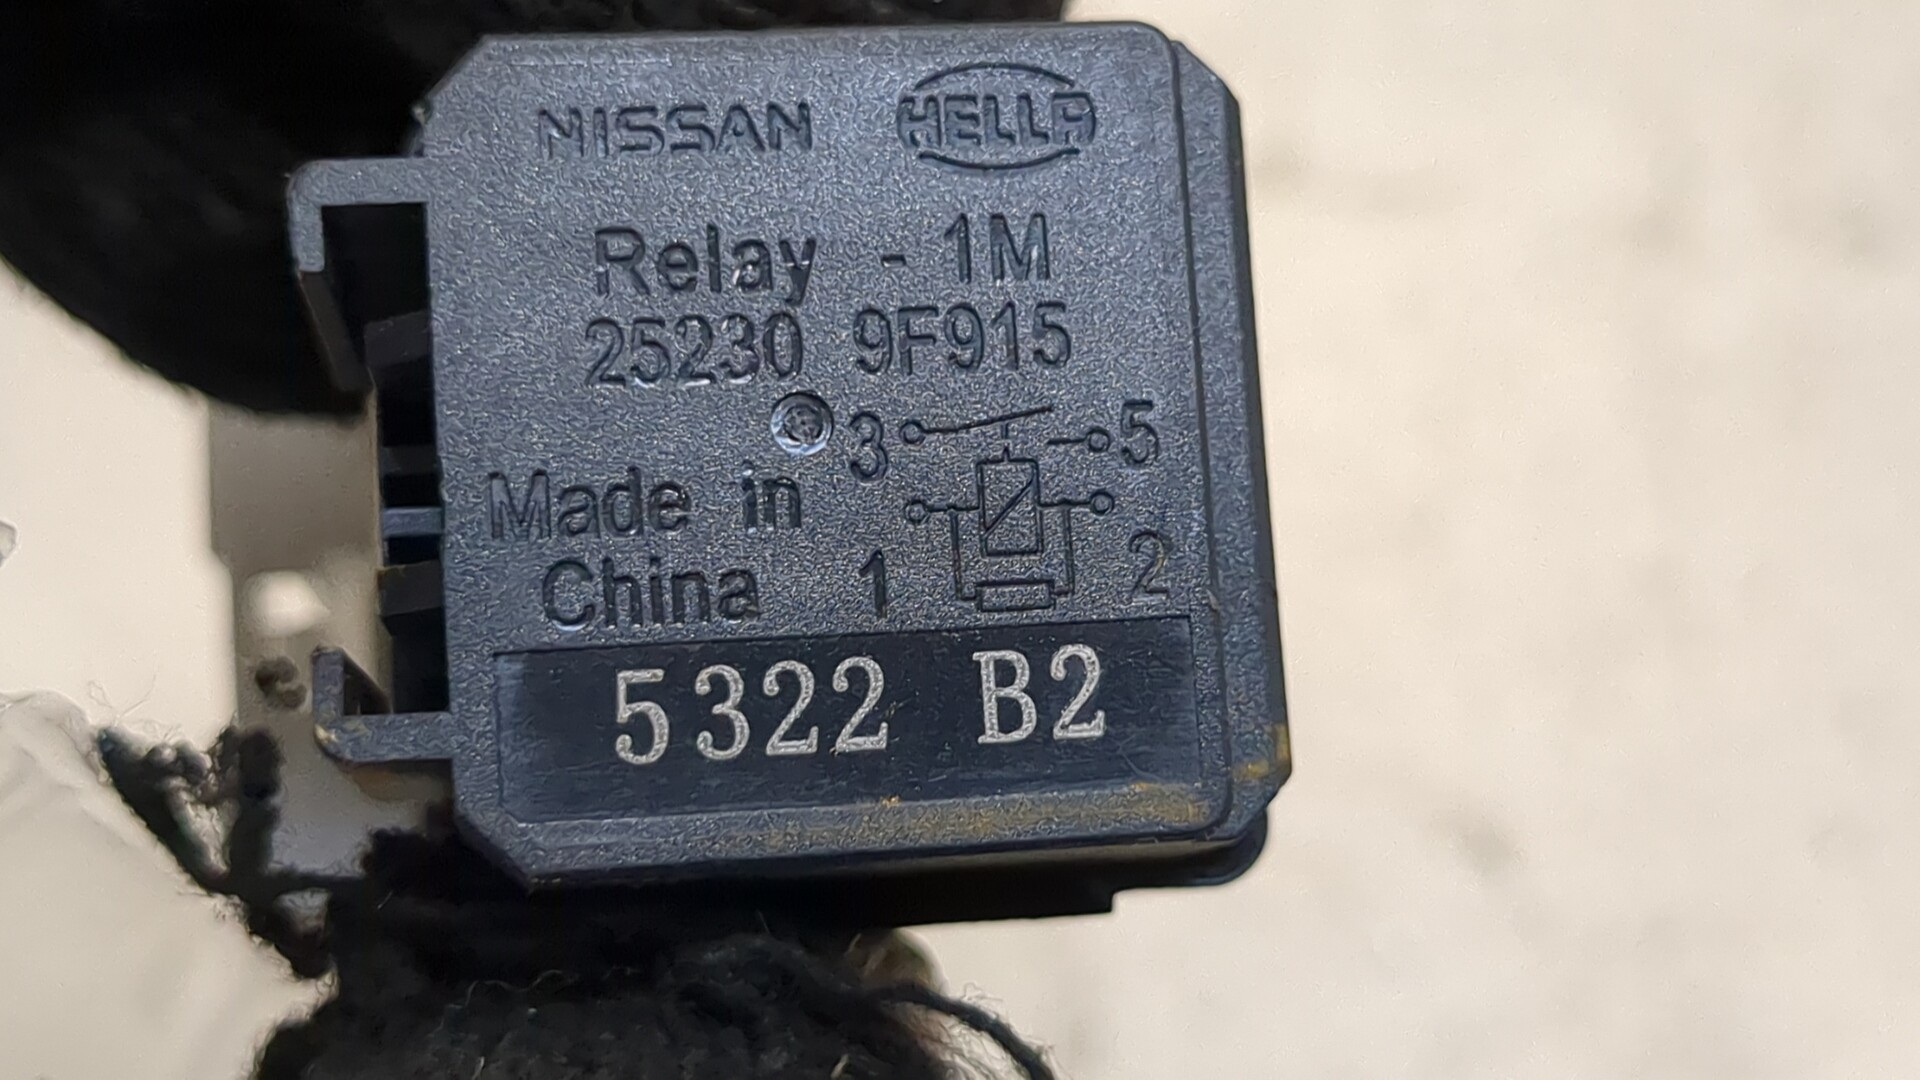 NISSAN HELLA
Relay - 1M
25230 9F915
3 5
Made in
China 1 2
5322 B2